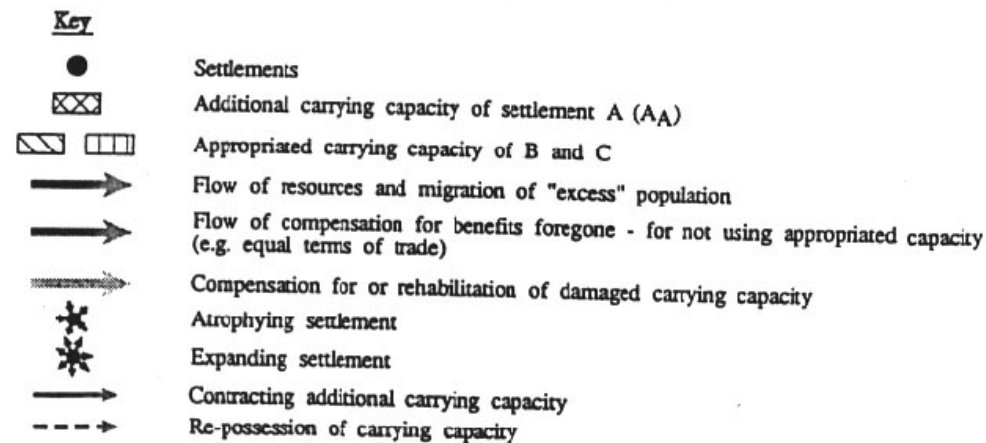 Key
Settlements
Additional carrying capacity of settlement A (AA)
Appropriated carrying capacity of B and C
Flow of resources and migration of "excess" population
Flow of compensation for benefits foregone - for not using appropriated capacity
(e.g. equal terms of trade)
Compensation for or rehabilitation of damaged carrying capacity
Atrophying settlement
Expanding settlement
Contracting additional carrying capacity
Re-possession of carrying capacity